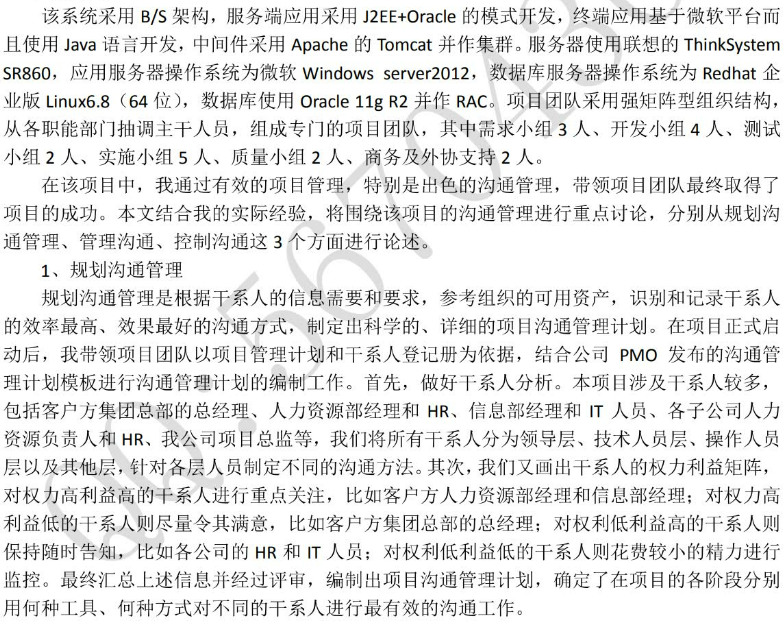 该系统采用 B/S 架构，服务端应用采用 J2EE+Oracle 的模式开发，终端应用基于微软平台而
且使用 Java 语言开发，中间件采用 Apache 的 Tomcat 并作集群。服务器使用联想的 ThinkSystem
SR860，应用服务器操作系统为微软 Windows server2012，数据库服务器操作系统为 Redhat 企
业版 Linux6.8（64 位），数据库使用 Oracle 11g R2 并作 RAC。项目团队采用强矩阵型组织结构，
从各职能部门抽调主干人员，组成专门的项目团队，其中需求小组 3 人、开发小组 4 人、测试
小组 2 人、实施小组 5 人、质量小组 2 人、商务及外协支持 2 人。
在该项目中，我通过有效的项目管理，特别是出色的沟通管理，带领项目团队最终取得了
项目的成功。本文结合我的实际经验，将围绕该项目的沟通管理进行重点讨论，分别从规划沟
通管理、管理沟通、控制沟通这 3 个方面进行论述。
1、规划沟通管理
规划沟通管理是根据干系人的信息需要和要求，参考组织的可用资产，识别和记录干系人
的效率最高、效果最好的沟通方式，制定出科学的、详细的项目沟通管理计划。在项目正式启
动后，我带领项目团队以项目管理计划和干系人登记册为依据，结合公司 PMO 发布的沟通管
理计划模板进行沟通管理计划的编制工作。首先，做好干系人分析。本项目涉及干系人较多，
包括客户方集团总部的总经理、人力资源部经理和 HR、信息部经理和 IT 人员、各子公司人力
资源负责人和 HR、我公司项目总监等，我们将所有干系人分为领导层、技术人员层、操作人员
层以及其他层，针对各层人员制定不同的沟通方法。其次，我们又画出干系人的权力利益矩阵，
对权力高利益高的干系人进行重点关注，比如客户方人力资源部经理和信息部经理；对权力高
利益低的干系人则尽量令其满意，比如客户方集团总部的总经理；对权利低利益高的干系人则
保持随时告知，比如各公司的 HR 和 IT 人员；对权利低利益低的干系人则花费较小的精力进行
监控。最终汇总上述信息并经过评审，编制出项目沟通管理计划，确定了在项目的各阶段分别
用何种工具、何种方式对不同的干系人进行最有效的沟通工作。